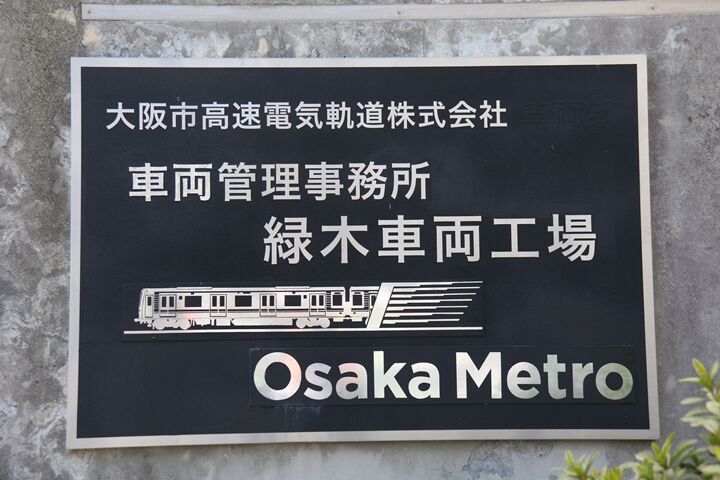 大阪市高速電気軌道株式会社
車両管理事務所
緑木車両工場
Osaka Metro